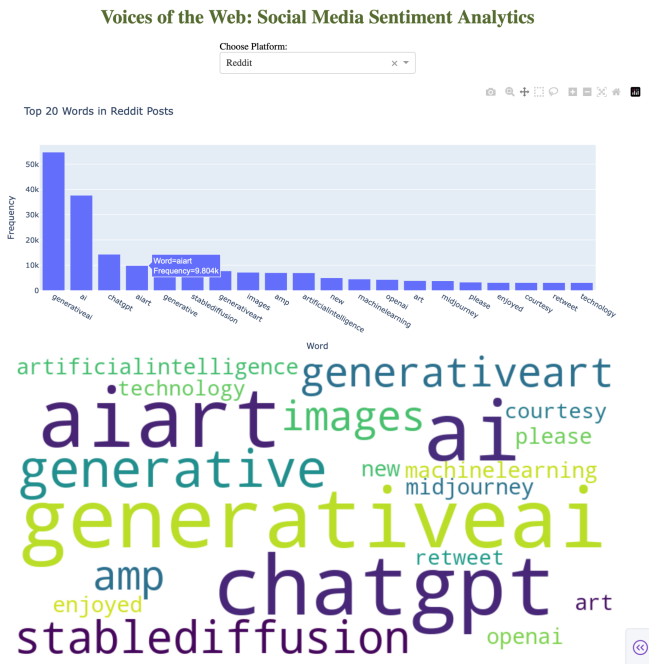 Voices of the Web: Social Media Sentiment Analytics
Choose Platform:
Reddit
Top 20 Words in Reddit Posts
Frequency
50k
40k
30k
20k
10k
0
Word=aiart
Frequency=9.804k
generativeai
ai
chatgpt
aiart
generative
stablediffusion
generativeart
images
amp
artificialintelligence
new
machinelearning
openai
art
midjourney
please
enjoyed
courtesy
retweet
technology
Word
artificialintelligence generativeart
technology
aiart images ai courtesy
please
generative new machinelearning
midjourney
generativeai
amp chatgpt retweet
enjoyed art
stablediffusion openai